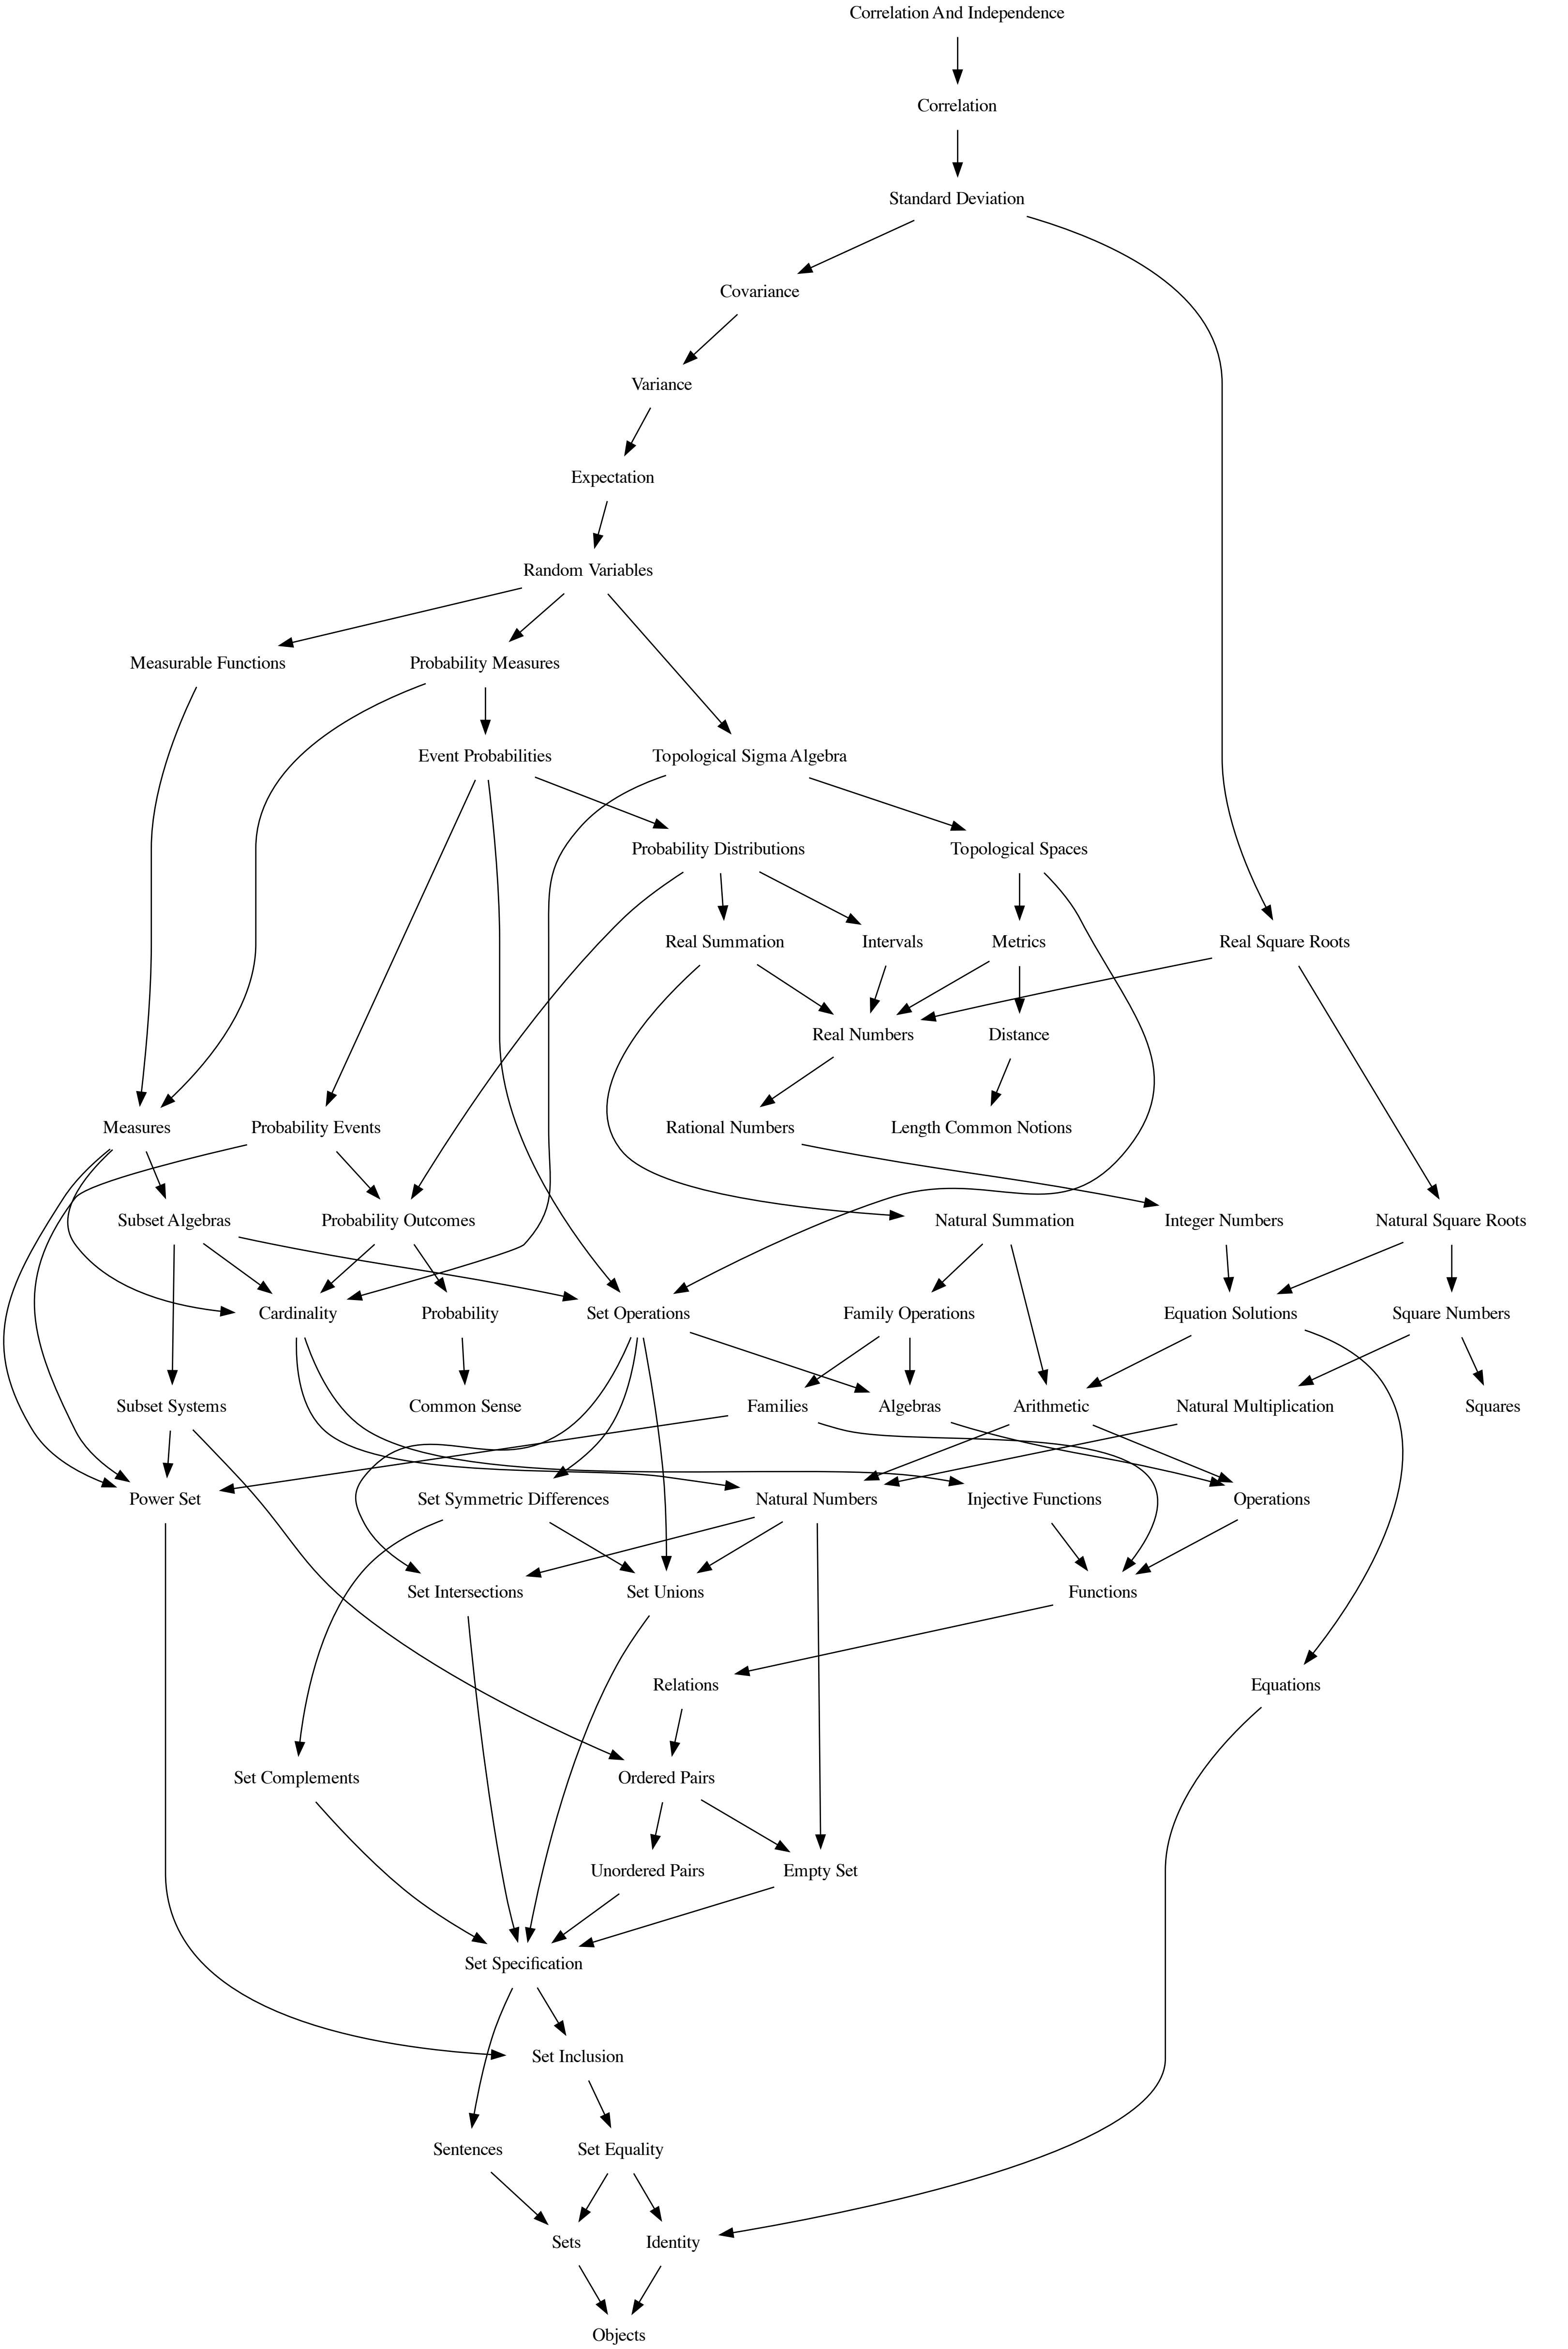 Correlation And Independence
Correlation
Standard Deviation
Covariance
Variance
Expectation
Random Variables
Measurable Functions
Probability Measures
Event Probabilities
Topological Sigma Algebra
Probability Distributions
Topological Spaces
Real Summation
Intervals
Metrics
Real Square Roots
Real Numbers
Distance
Measures
Probability Events
Rational Numbers
Length Common Notions
Subset Algebras
Probability Outcomes
Natural Summation
Integer Numbers
Natural Square Roots
Cardinality
Probability
Set Operations
Family Operations
Equation Solutions
Square Numbers
Subset Systems
Common Sense
Families
Algebras
Arithmetic
Natural Multiplication
Squares
Power Set
Set Symmetric Differences
Natural Numbers
Injective Functions
Operations
Set Intersections
Set Unions
Functions
Relations
Equations
Set Complements
Ordered Pairs
Unordered Pairs
Empty Set
Set Specification
Set Inclusion
Sentences
Set Equality
Sets
Identity
Objects